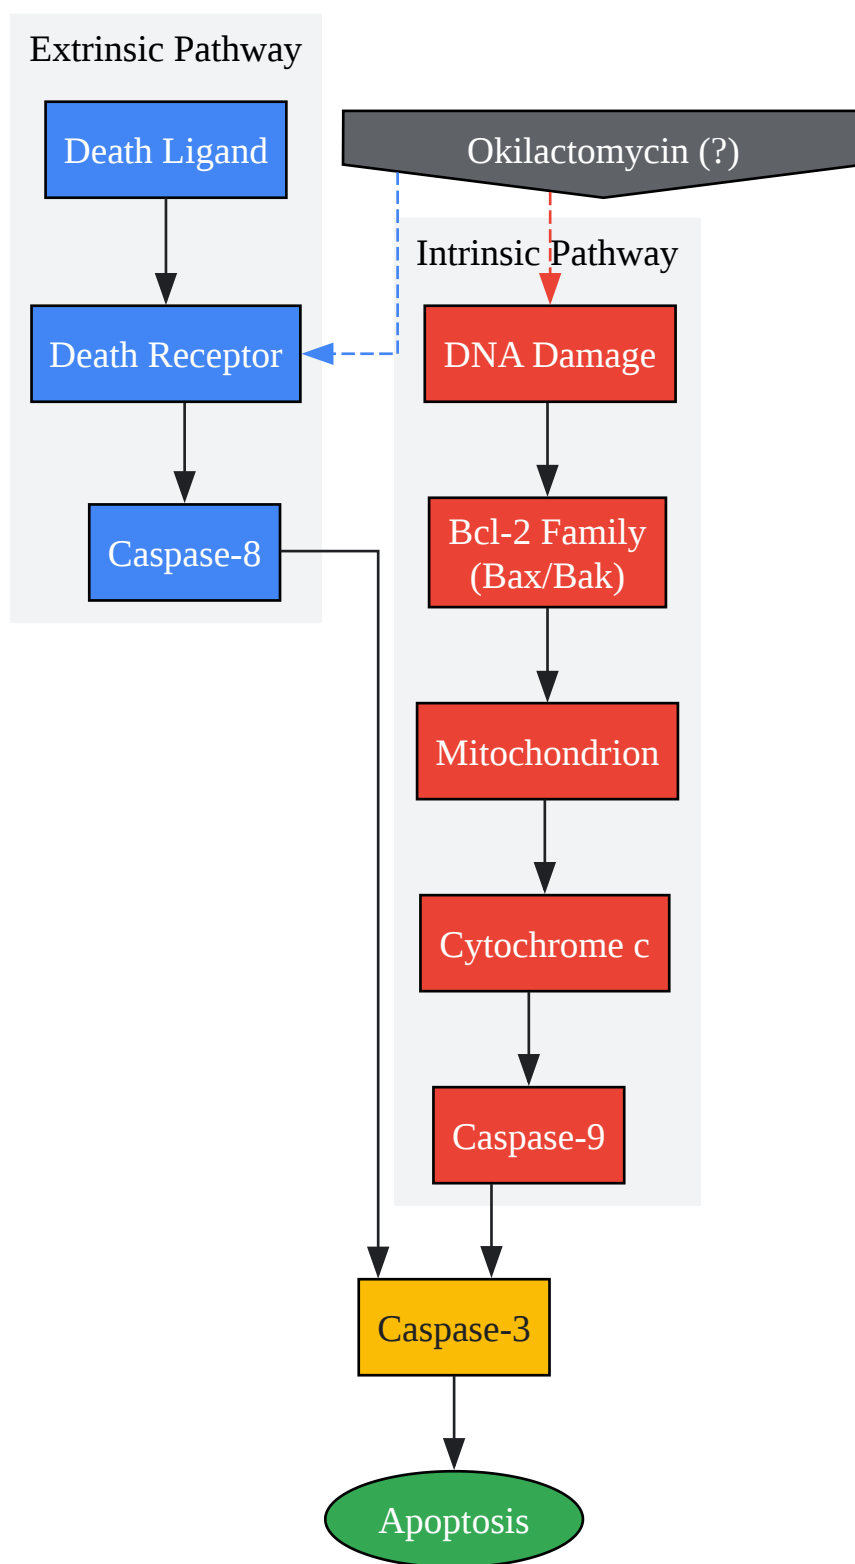 Extrinsic Pathway
Death Ligand
Okilactomycin (?)
Intrinsic Pathway
Death Receptor
DNA Damage
Caspase-8
Bcl-2 Family
(Bax/Bak)
Mitochondrion
Cytochrome c
Caspase-9
Caspase-3
Apoptosis